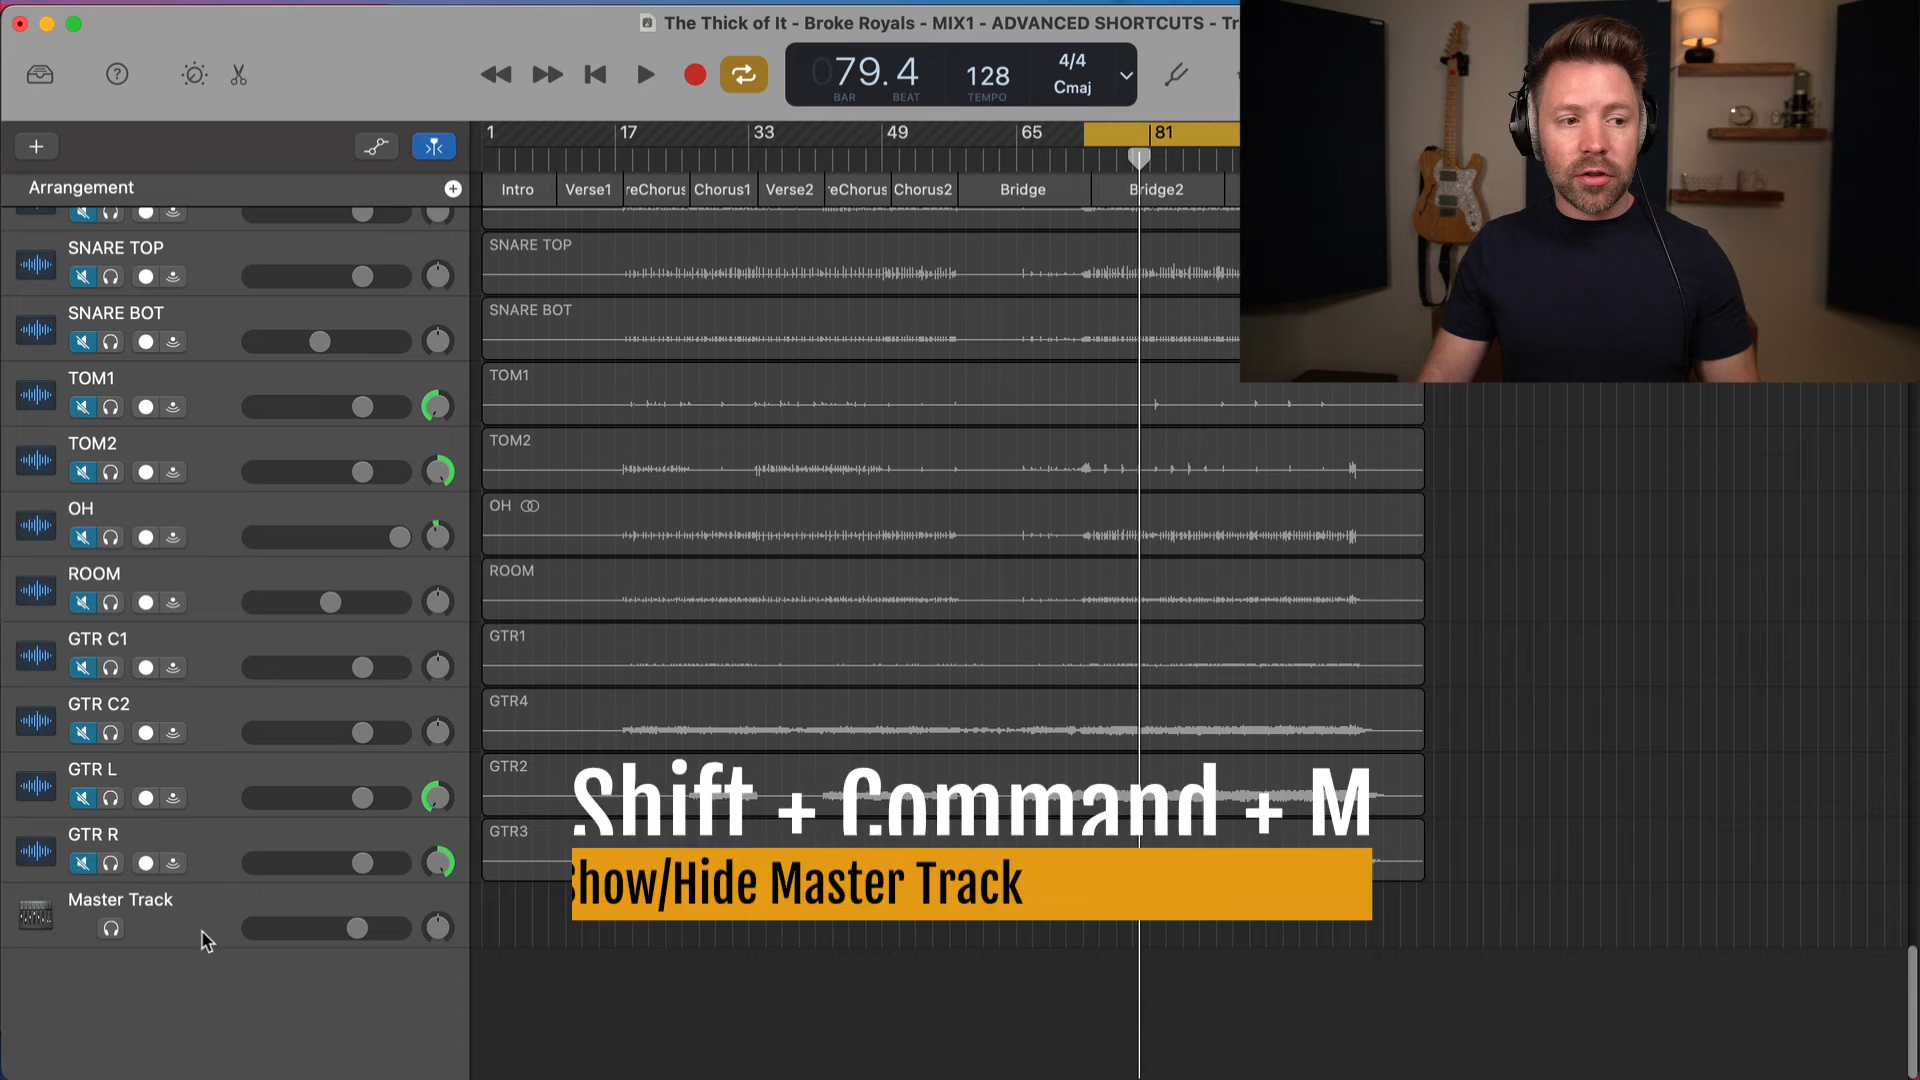 The Thick of It - Broke Royals - MIX1 - ADVANCED SHORTCUTS - Tr
79.4
BAR BEAT
128
TEMPO
4/4
Cmaj
1 17 33 49 65 81
Arrangement
Intro Verse1 reChorus Chorus1 Verse2 reChorus Chorus2 Bridge Bridge2
SNARE TOP
SNARE TOP
SNARE BOT
SNARE BOT
TOM1
TOM1
TOM2
TOM2
OH
OH
ROOM
ROOM
GTR C1
GTR1
GTR C2
GTR4
GTR L
GTR2
GTR R
GTR3
Master Track
Shift + Command + M
Show/Hide Master Track